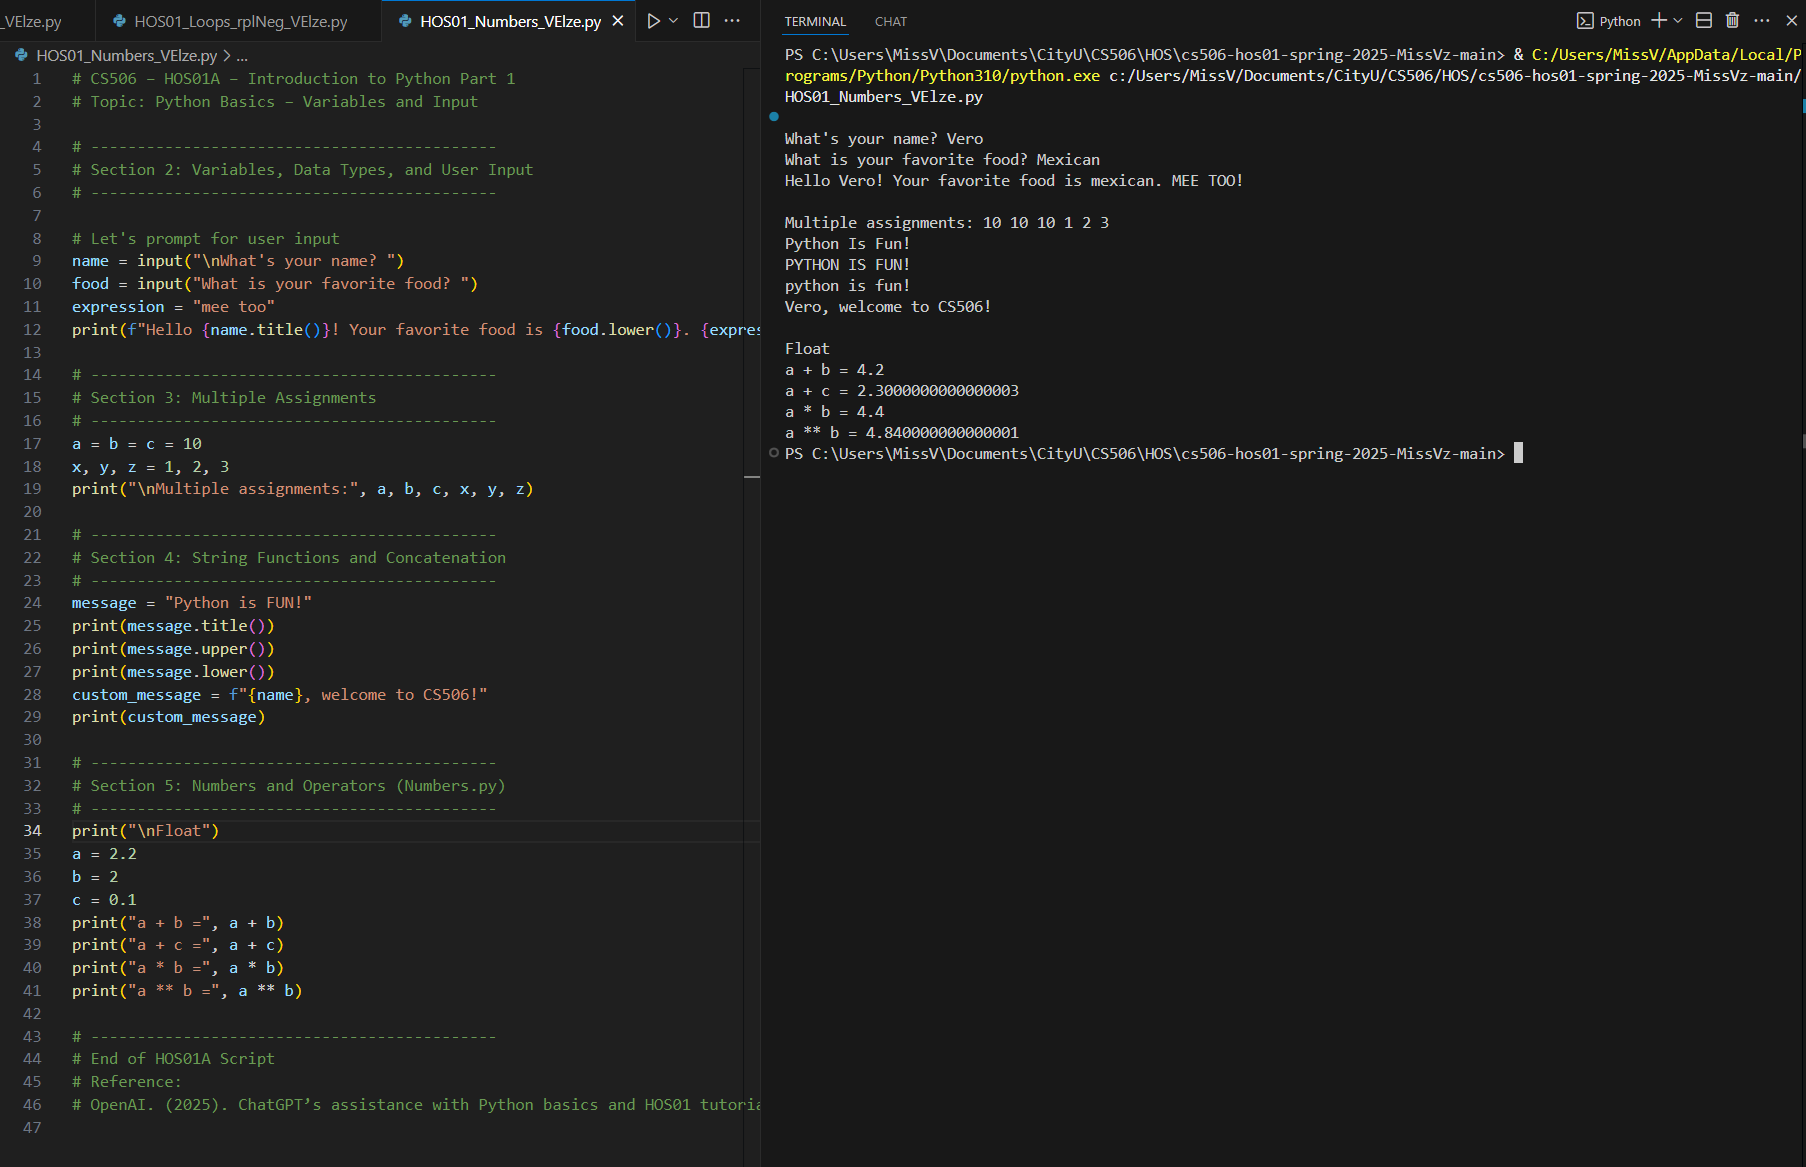 _VElze.py
HOS01_Loops_rplNeg_VElze.py
HOS01_Numbers_VElze.py
HOS01_Numbers_VElze.py > ...
1 # CS506 – HOS01A – Introduction to Python Part 1
2 # Topic: Python Basics – Variables and Input
3
4 # --------------------------------------------
5 # Section 2: Variables, Data Types, and User Input
6 # --------------------------------------------
7
8 # Let's prompt for user input
9 name = input("\nWhat's your name? ")
10 food = input("What is your favorite food? ")
11 expression = "mee too"
12 print(f"Hello {name.title()}! Your favorite food is {food.lower()}. {expres
13
14 # --------------------------------------------
15 # Section 3: Multiple Assignments
16 # --------------------------------------------
17 a = b = c = 10
18 x, y, z = 1, 2, 3
19 print("\nMultiple assignments:", a, b, c, x, y, z)
20
21 # --------------------------------------------
22 # Section 4: String Functions and Concatenation
23 # --------------------------------------------
24 message = "Python is FUN!"
25 print(message.title())
26 print(message.upper())
27 print(message.lower())
28 custom_message = f"{name}, welcome to CS506!"
29 print(custom_message)
30
31 # --------------------------------------------
32 # Section 5: Numbers and Operators (Numbers.py)
33 # --------------------------------------------
34 print("\nFloat")
35 a = 2.2
36 b = 2
37 c = 0.1
38 print("a + b =", a + b)
39 print("a + c =", a + c)
40 print("a * b =", a * b)
41 print("a ** b =", a ** b)
42
43 # --------------------------------------------
44 # End of HOS01A Script
45 # Reference:
46 # OpenAI. (2025). ChatGPT’s assistance with Python basics and HOS01 tutoria
47
TERMINAL CHAT
Python
PS C:\Users\MissV\Documents\CityU\CS506\HOS\cs506-hos01-spring-2025-MissVz-main> & C:/Users/MissV/AppData/Local/P
rograms/Python/Python310/python.exe c:/Users/MissV/Documents/CityU/CS506/HOS/cs506-hos01-spring-2025-MissVz-main/
HOS01_Numbers_VElze.py
What's your name? Vero
What is your favorite food? Mexican
Hello Vero! Your favorite food is mexican. MEE TOO!
Multiple assignments: 10 10 10 1 2 3
Python Is Fun!
PYTHON IS FUN!
python is fun!
Vero, welcome to CS506!
Float
a + b = 4.2
a + c = 2.3000000000000003
a * b = 4.4
a ** b = 4.840000000000001
PS C:\Users\MissV\Documents\CityU\CS506\HOS\cs506-hos01-spring-2025-MissVz-main>